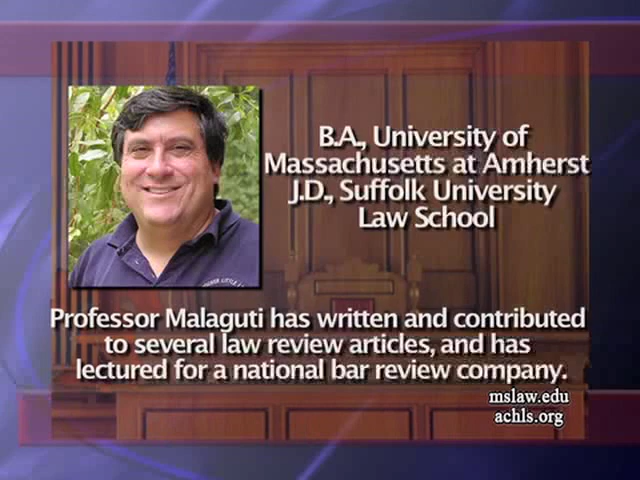 B.A., University of
Massachusetts at Amherst
J.D., Suffolk University
Law School
Professor Malaguti has written and contributed
to several law review articles, and has
lectured for a national bar review company.
mslaw.edu
achls.org